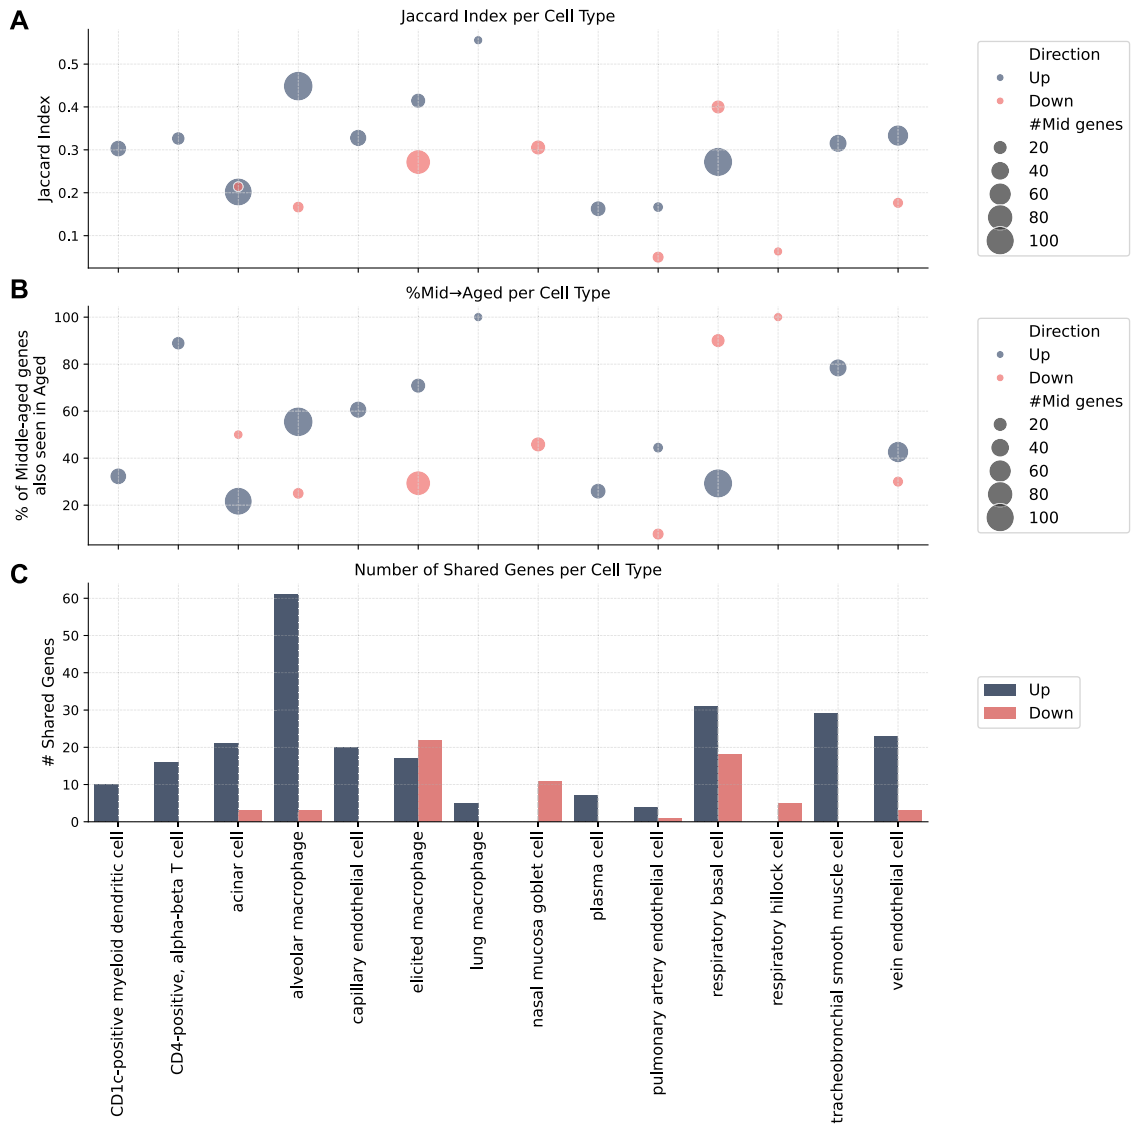 A
Jaccard Index per Cell Type
Jaccard Index
0.5
0.4
0.3
0.2
0.1
Direction
Up
Down
#Mid genes
20
40
60
80
100
B
%Mid→Aged per Cell Type
% of Middle-aged genes
also seen in Aged
100
80
60
40
20
Direction
Up
Down
#Mid genes
20
40
60
80
100
C
Number of Shared Genes per Cell Type
# Shared Genes
60
50
40
30
20
10
0
Up
Down
CD1c-positive myeloid dendritic cell
CD4-positive, alpha-beta T cell
acinar cell
alveolar macrophage
capillary endothelial cell
elicited macrophage
lung macrophage
nasal mucosa goblet cell
plasma cell
pulmonary artery endothelial cell
respiratory basal cell
respiratory hillock cell
tracheobronchial smooth muscle cell
vein endothelial cell